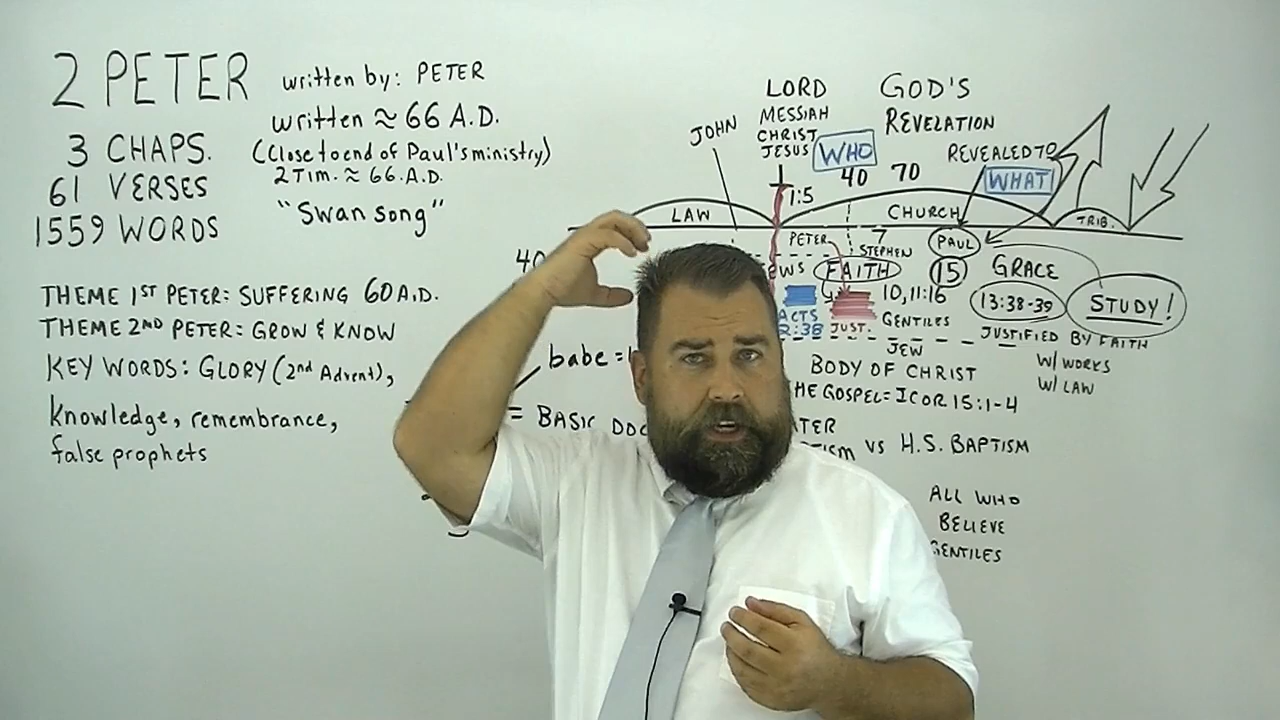 2 PETER
3 CHAPS.
61 VERSES
1559 WORDS
written by: PETER
written ≈ 66 A.D.
(Close to end of Paul's ministry)
2 Tim. ≈ 66.A.D.
"Swan song"
THEME 1ST PETER: SUFFERING 60 A.D.
THEME 2ND PETER: GROW & KNOW
KEY WORDS: GLORY (2nd Advent),
knowledge, remembrance,
false prophets
JOHN
LORD
MESSIAH
CHRIST
JESUS
WHO
GOD'S
REVELATION
REVEALED TO
WHAT
40 70
1:5
LAW
CHURCH
TRIB.
40
PETER
7
STEPHEN
PAUL
FAITH
15
GRACE
ACTS
2:38
JUST.
10, 11:16
GENTILES
13:38-39
STUDY!
JUSTIFIED BY FAITH
W/ WORKS
W/ LAW
JEW
BODY OF CHRIST
GOSPEL = I COR 15:1-4
babe =
= BASIC
VS H.S. BAPTISM
ALL WHO
BELIEVE
GENTILES